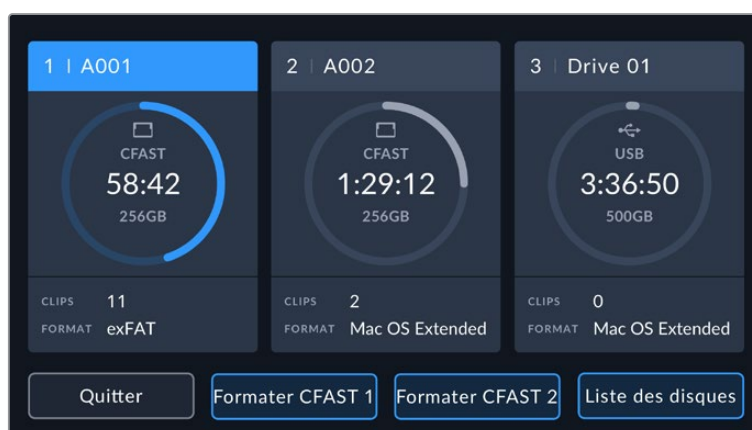 1 | A001
CFAST
58:42
256GB
CLIPS 11
FORMAT exFAT
2 | A002
CFAST
1:29:12
256GB
CLIPS 2
FORMAT Mac OS Extended
3 | Drive 01
USB
3:36:50
500GB
CLIPS 0
FORMAT Mac OS Extended
Quitter
Formater CFAST 1
Formater CFAST 2
Liste des disques